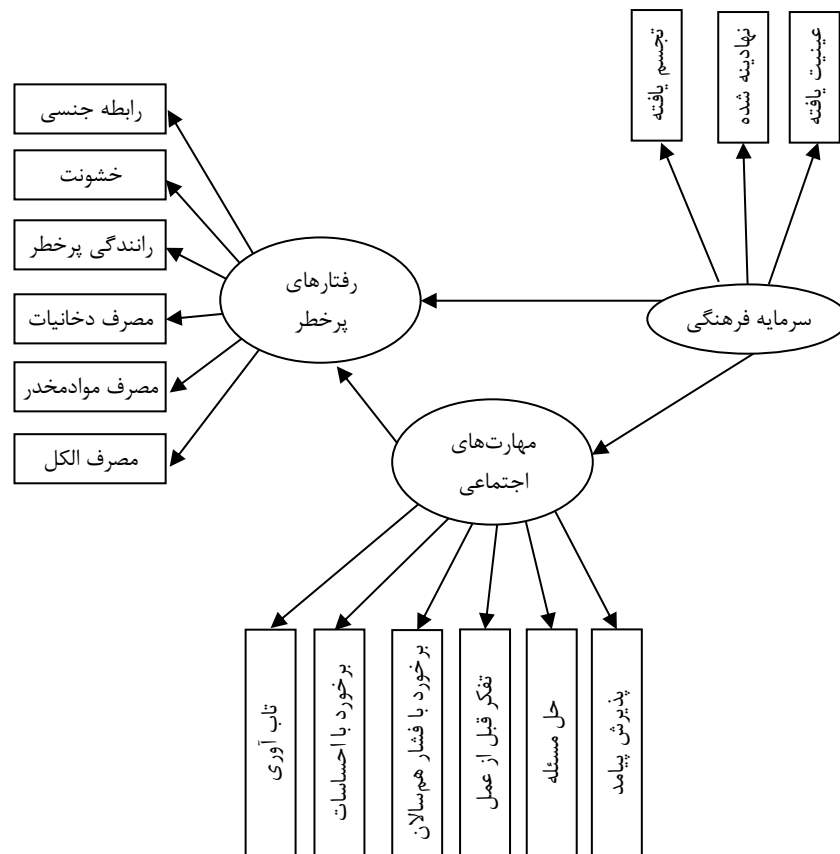 عینیت یافته
نهادینه شده
تجسم یافته
سرمایه فرهنگی
رفتارهای
پرخطر
رابطه جنسی
خشونت
رانندگی پرخطر
مصرف دخانیات
مصرف موادمخدر
مصرف الکل
مهارت‌های
اجتماعی
پذیرش پیامد
حل مسئله
تفکر قبل از عمل
برخورد با فشار هم‌سالان
برخورد با احساسات
تاب آوری